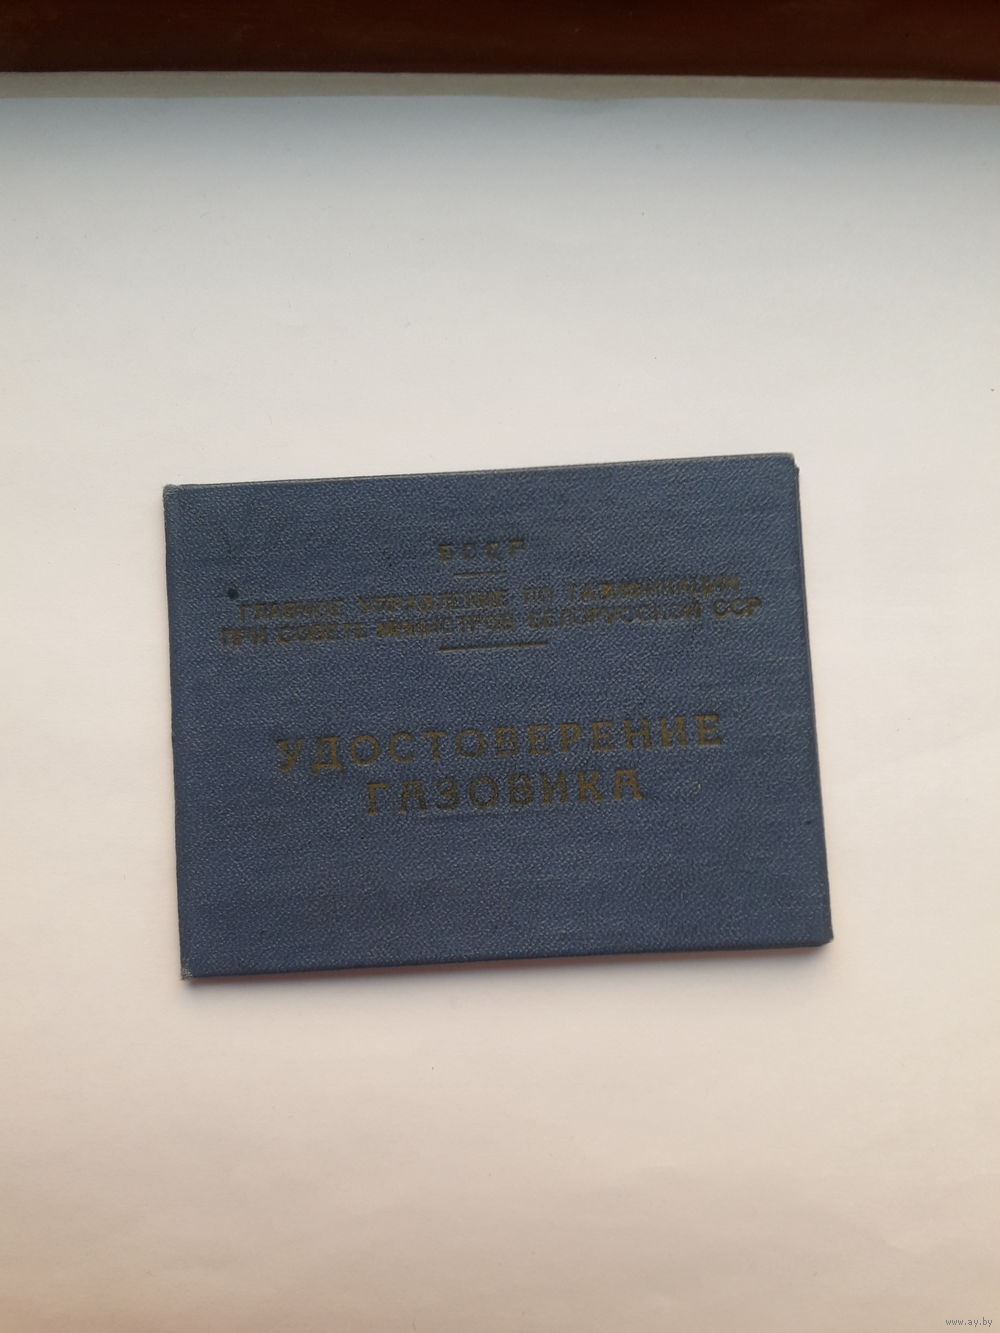 БССР
ГЛАВНОЕ УПРАВЛЕНИЕ ПО ГАЗИФИКАЦИИ
ПРИ СОВЕТЕ МИНИСТРОВ БЕЛОРУССКОЙ ССР
УДОСТОВЕРЕНИЕ
ГАЗОВИКА
www.ay.by